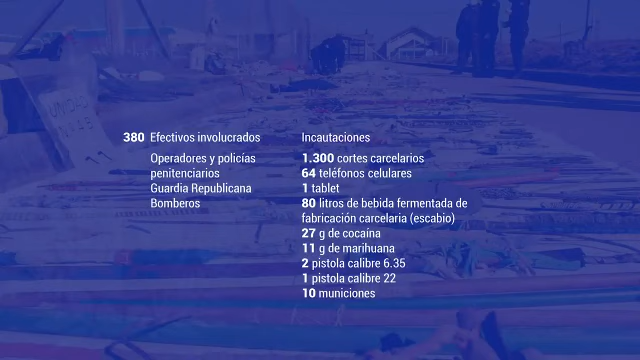 380 Efectivos involucrados
Operadores y policías
penitenciarios
Guardia Republicana
Bomberos
Incautaciones
1.300 cortes carcelarios
64 teléfonos celulares
1 tablet
80 litros de bebida fermentada de
fabricación carcelaria (escabio)
27 g de cocaína
11 g de marihuana
2 pistola calibre 6.35
1 pistola calibre 22
10 municiones